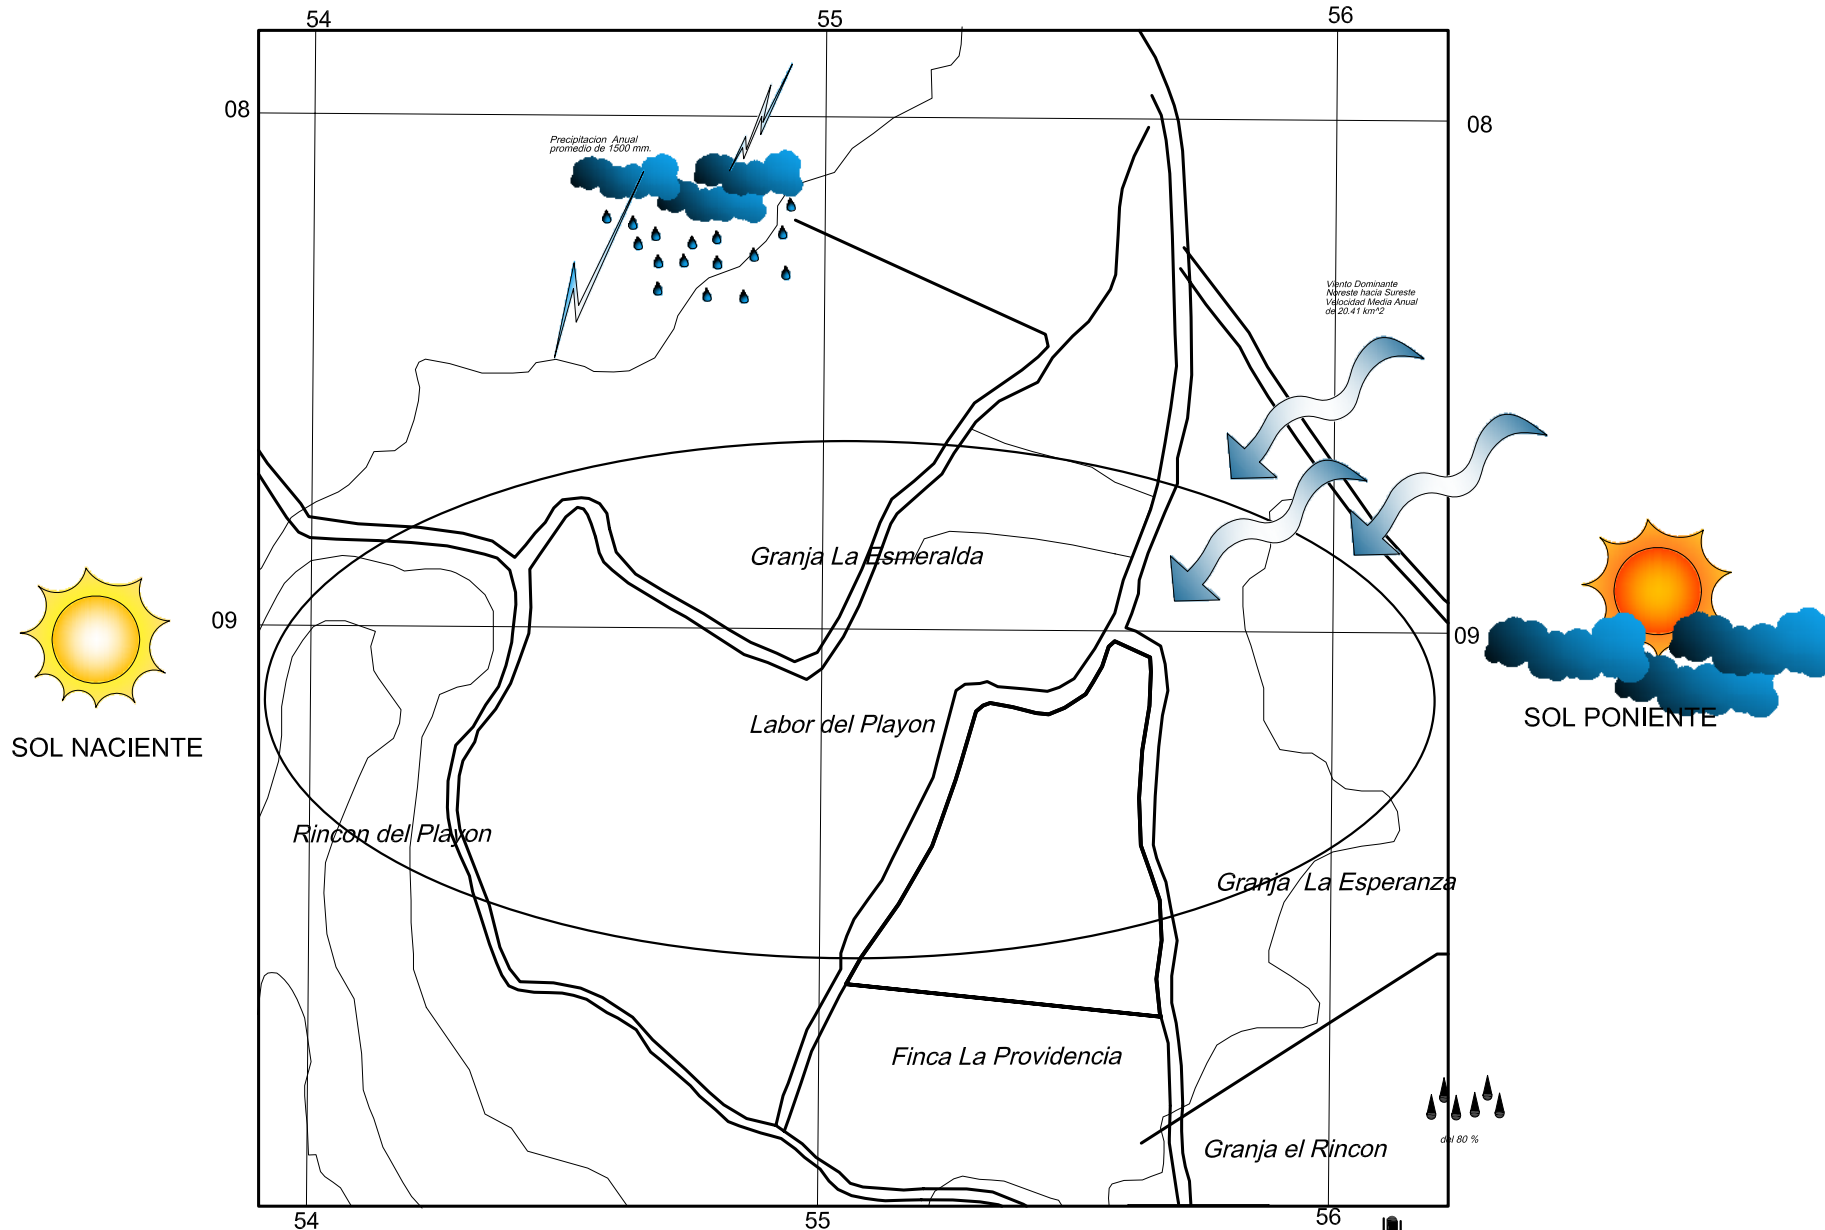 54
55
56
08
08
Precipitacion Anual
promedio de 1500 mm.
Viento Dominante
Noreste hacia Sureste
Velocidad Media Anual
de 20.41 km^2
Granja La Esmeralda
09
09
SOL NACIENTE
Labor del Playon
SOL PONIENTE
Rincon del Playon
Granja La Esperanza
Finca La Providencia
Granja el Rincon
del 80 %
54
55
56